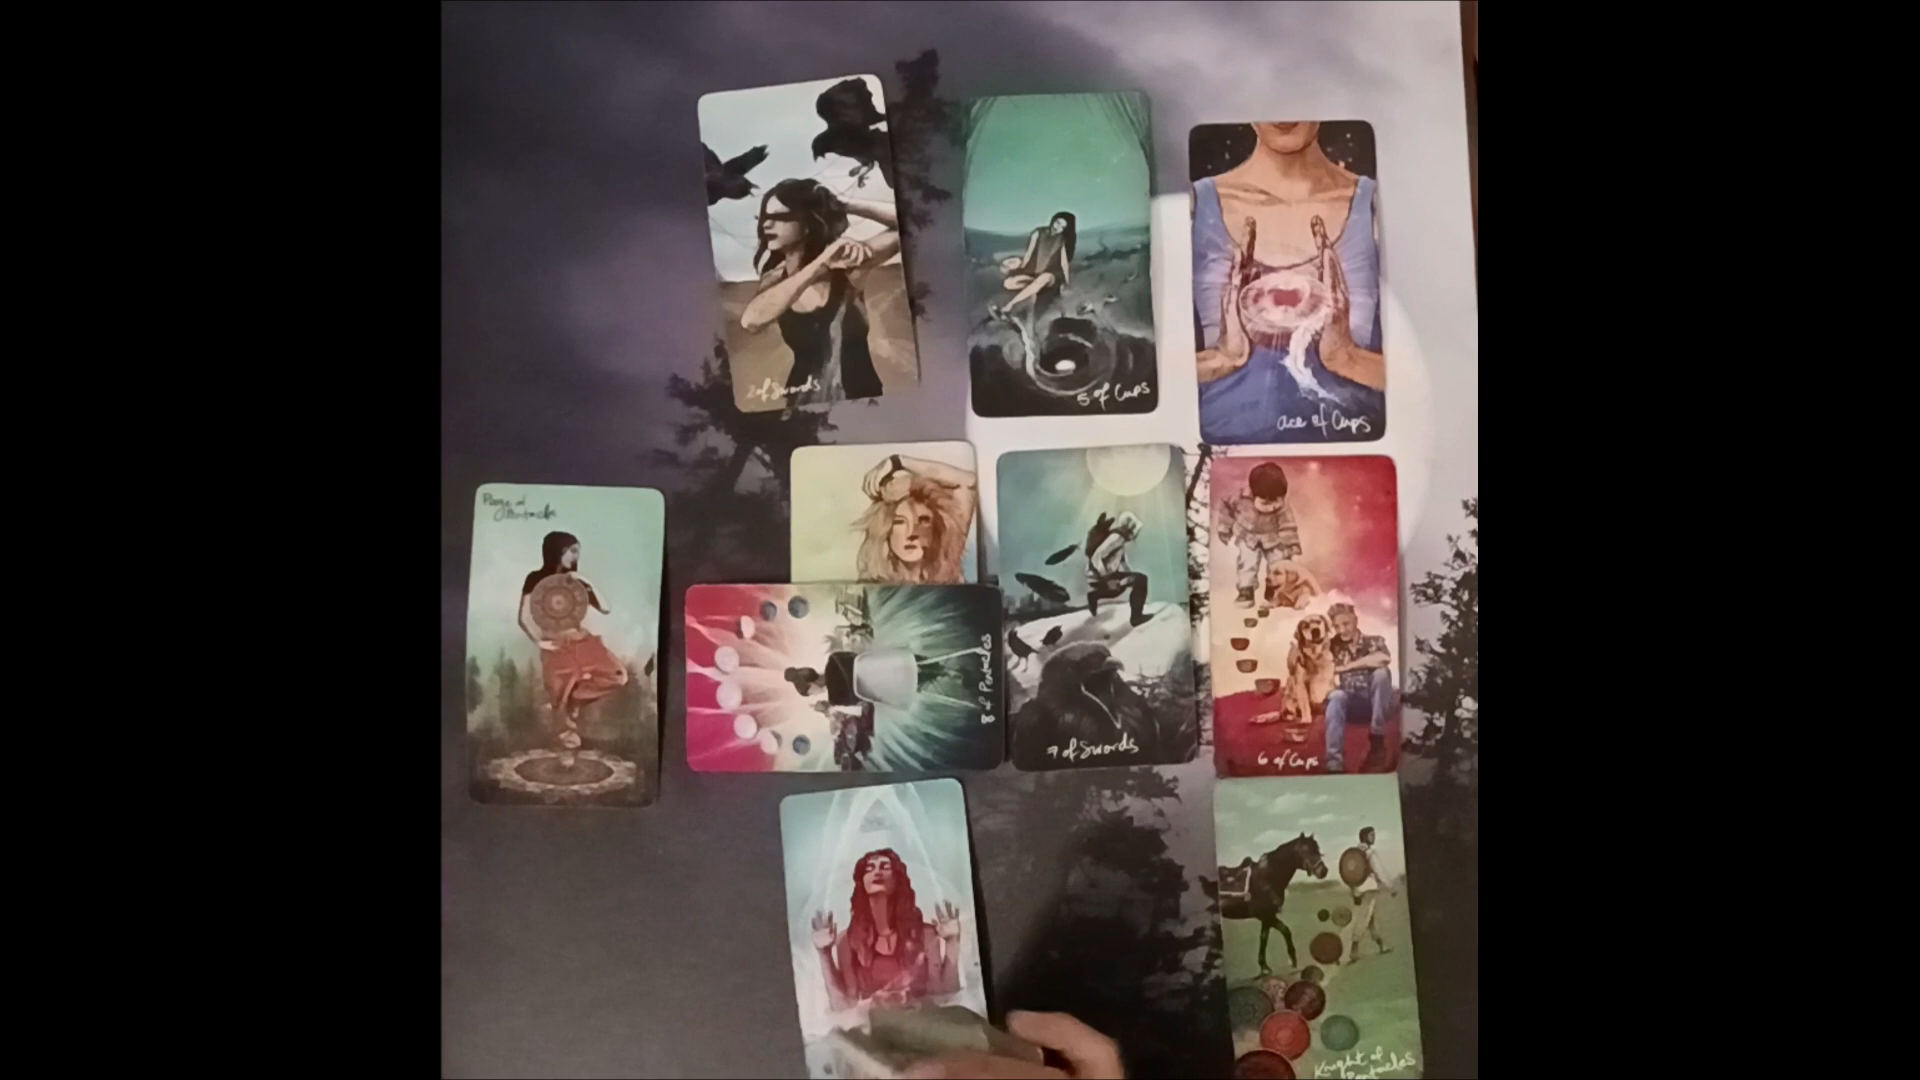 2 of Swords
5 of Cups
ace of Cups
Page of
Pentacles
8 of Pentacles
7 of Swords
6 of Cups
Knight of
Pentacles